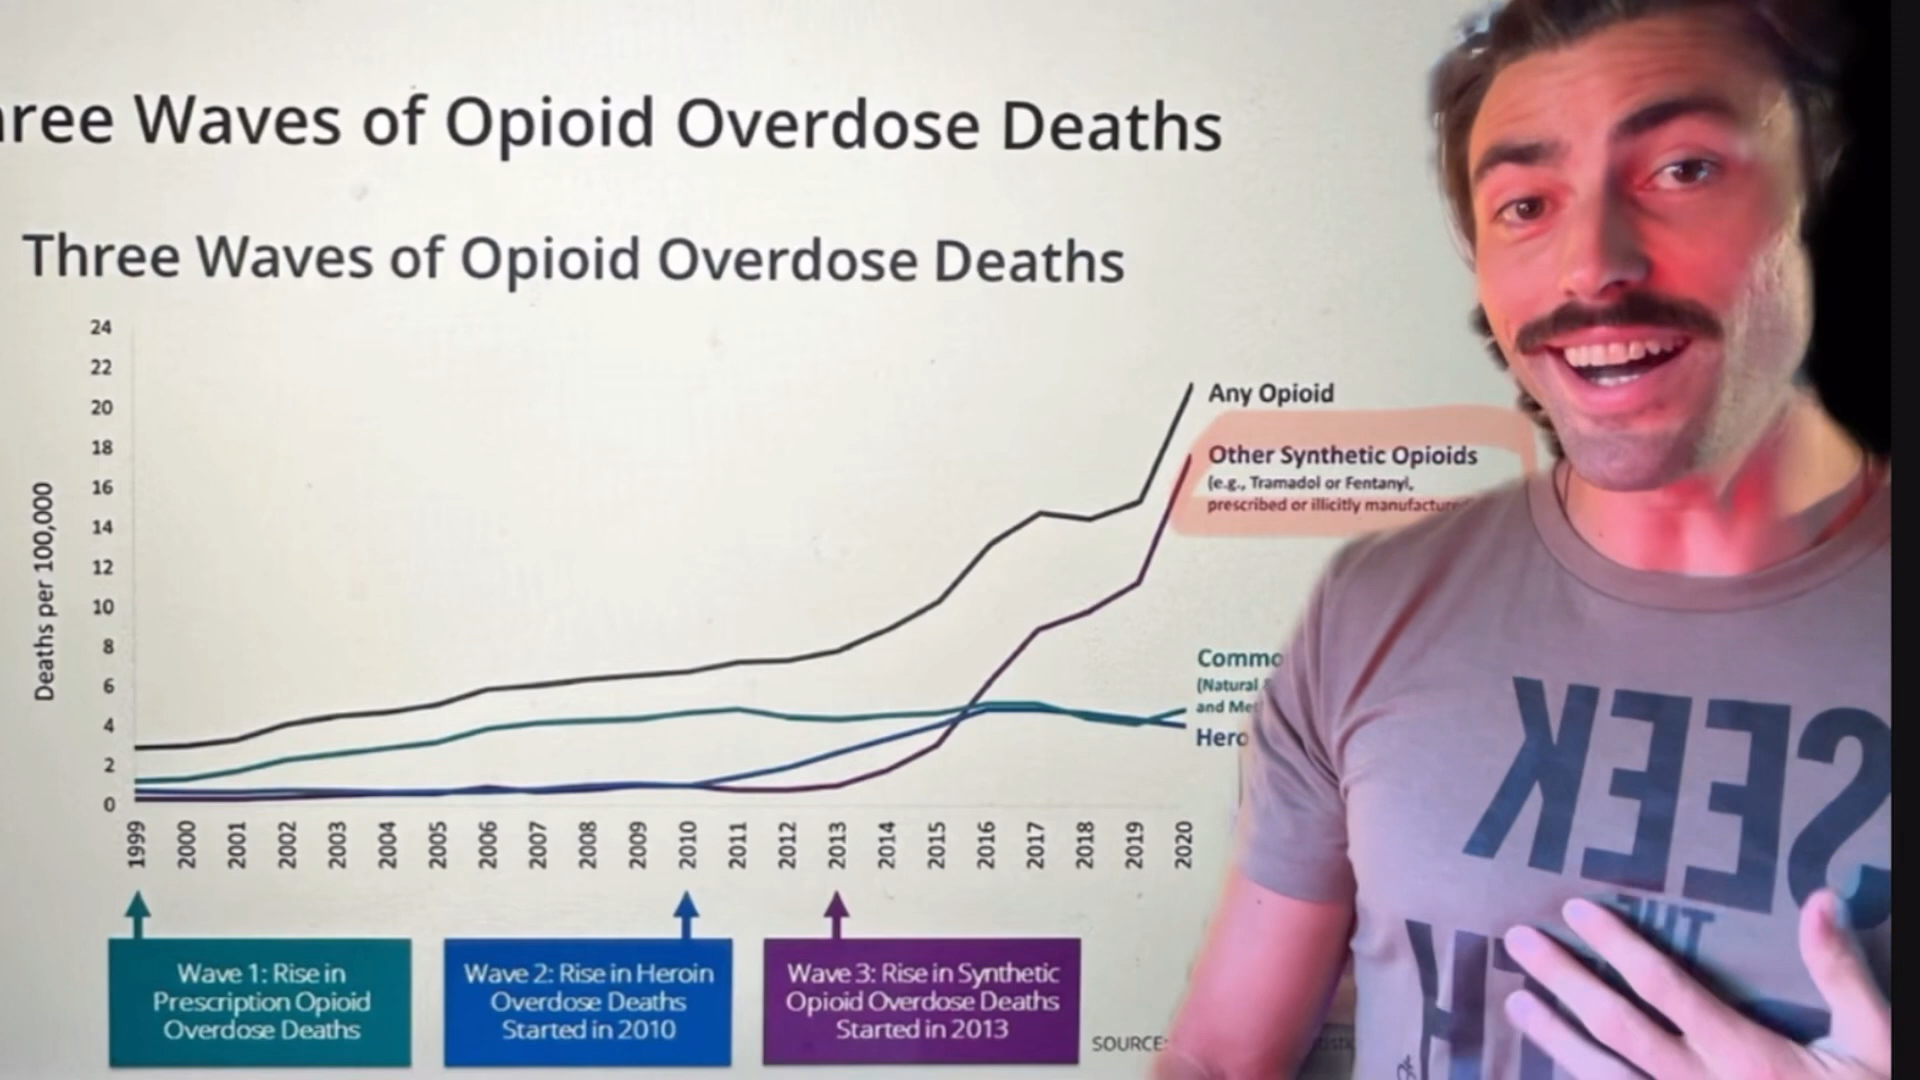 ree Waves of Opioid Overdose Deaths
Three Waves of Opioid Overdose Deaths
24
22
20
18
16
14
12
10
8
6
4
2
0
Deaths per 100,000
Any Opioid
Other Synthetic Opioids
(e.g., Tramadol or Fentanyl,
prescribed or illicitly manufactured
Commo
(Natural
and Me
Hero
1999 2000 2001 2002 2003 2004 2005 2006 2007 2008 2009 2010 2011 2012 2013 2014 2015 2016 2017 2018 2019 2020
Wave 1: Rise in
Prescription Opioid
Overdose Deaths
Wave 2: Rise in Heroin
Overdose Deaths
Started in 2010
Wave 3: Rise in Synthetic
Opioid Overdose Deaths
Started in 2013
SOURCE:
SEEK
THE